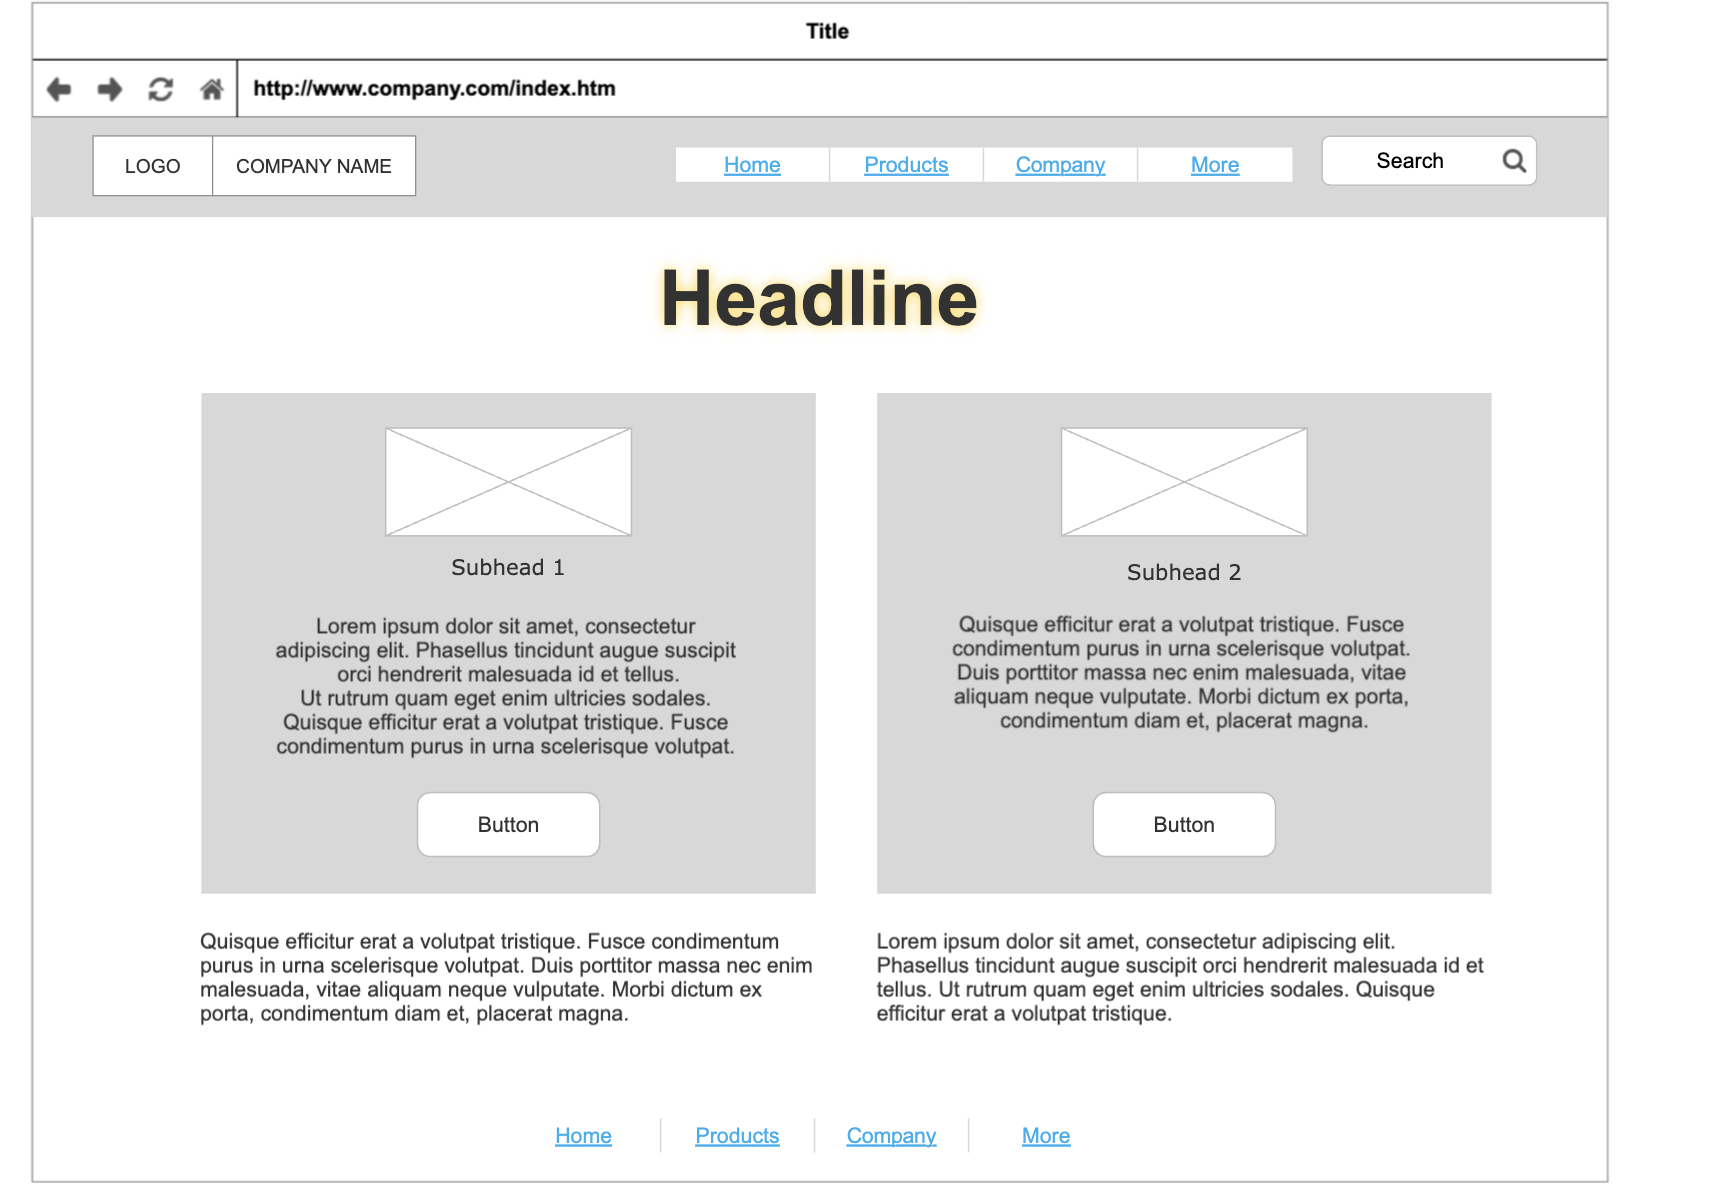 Title
http://www.company.com/index.htm
LOGO COMPANY NAME Home Products Company More Search
Headline
Subhead 1
Lorem ipsum dolor sit amet, consectetur
adipiscing elit. Phasellus tincidunt augue suscipit
orci hendrerit malesuada id et tellus.
Ut rutrum quam eget enim ultricies sodales.
Quisque efficitur erat a volutpat tristique. Fusce
condimentum purus in urna scelerisque volutpat.
Button
Subhead 2
Quisque efficitur erat a volutpat tristique. Fusce
condimentum purus in urna scelerisque volutpat.
Duis porttitor massa nec enim malesuada, vitae
aliquam neque vulputate. Morbi dictum ex porta,
condimentum diam et, placerat magna.
Button
Quisque efficitur erat a volutpat tristique. Fusce condimentum
purus in urna scelerisque volutpat. Duis porttitor massa nec enim
malesuada, vitae aliquam neque vulputate. Morbi dictum ex
porta, condimentum diam et, placerat magna.
Lorem ipsum dolor sit amet, consectetur adipiscing elit.
Phasellus tincidunt augue suscipit orci hendrerit malesuada id et
tellus. Ut rutrum quam eget enim ultricies sodales. Quisque
efficitur erat a volutpat tristique.
Home Products Company More